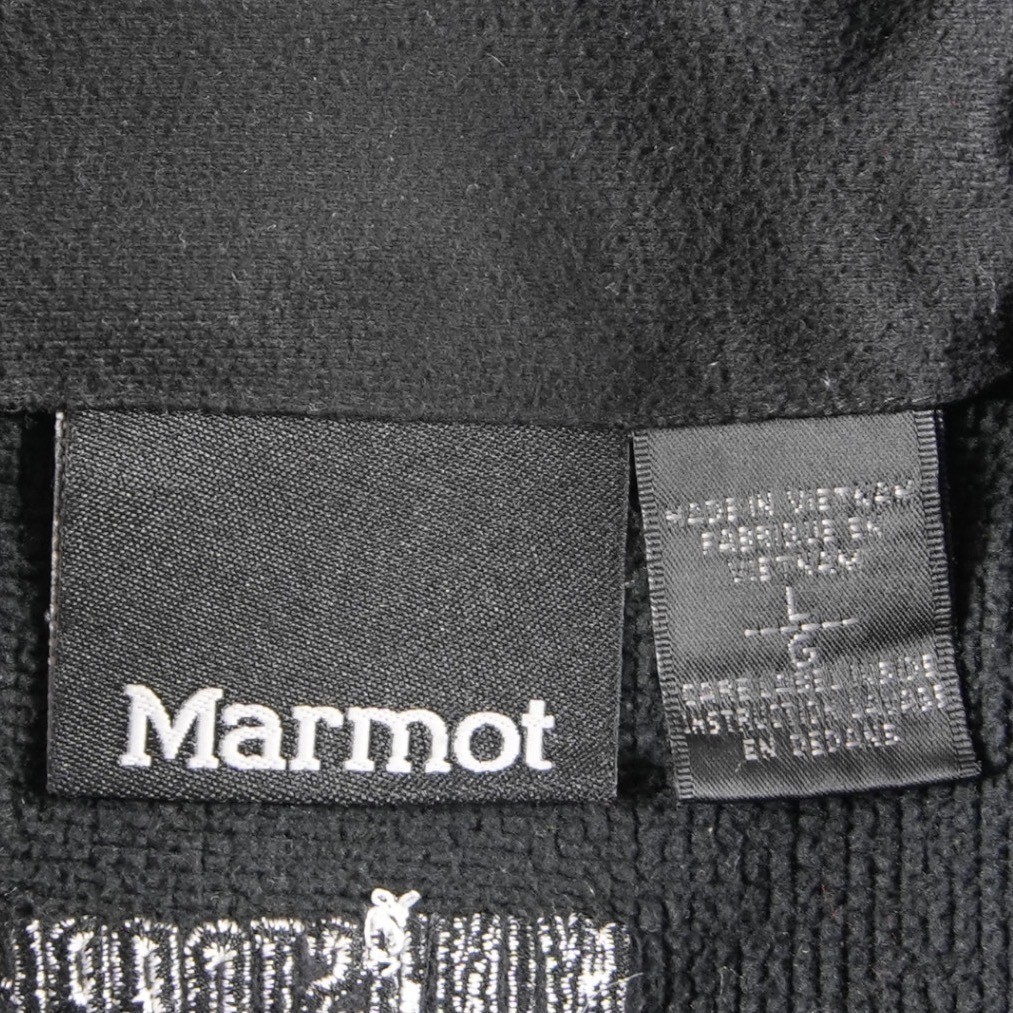 Marmot
MADE IN VIETNAM
FABRIQUE EN
VIETNAM
L
G
CARE LABEL INSIDE
INSTRUCTION LAVAGE
EN DEDANS